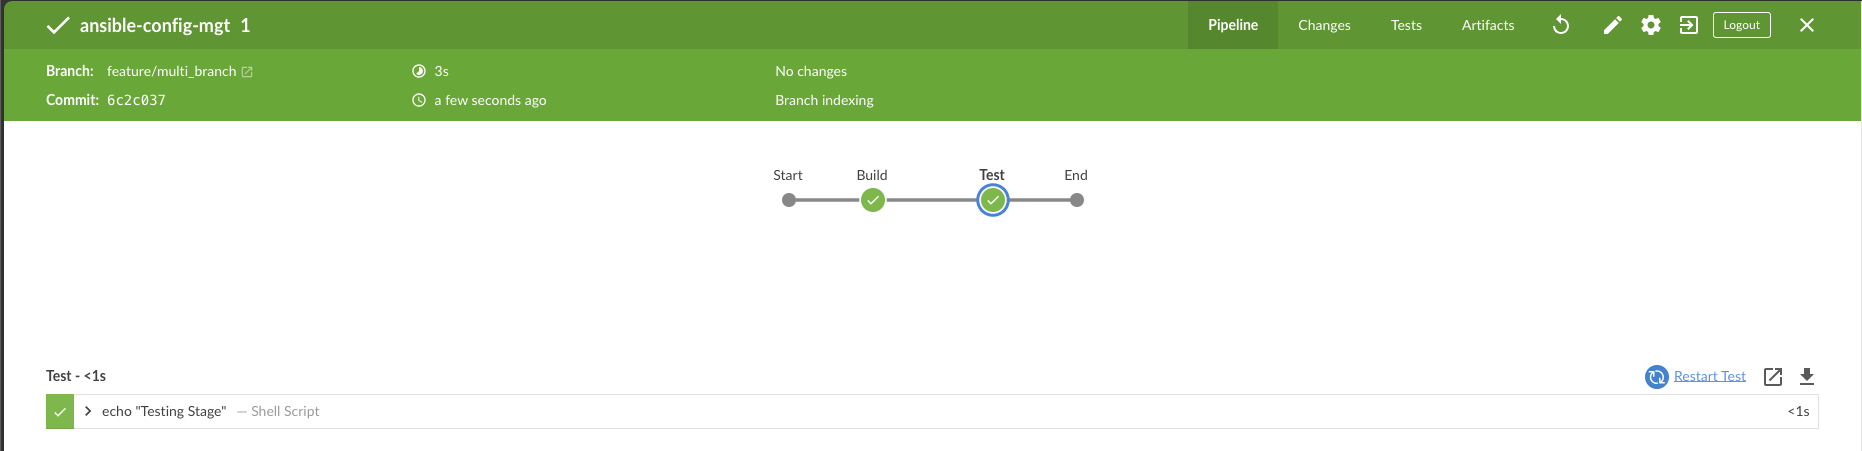 ansible-config-mgt 1
Pipeline Changes Tests Artifacts Logout
Branch: feature/multi_branch 3s No changes
Commit: 6c2c037 a few seconds ago Branch indexing
Start Build Test End
Test - <1s Restart Test
echo "Testing Stage" — Shell Script <1s